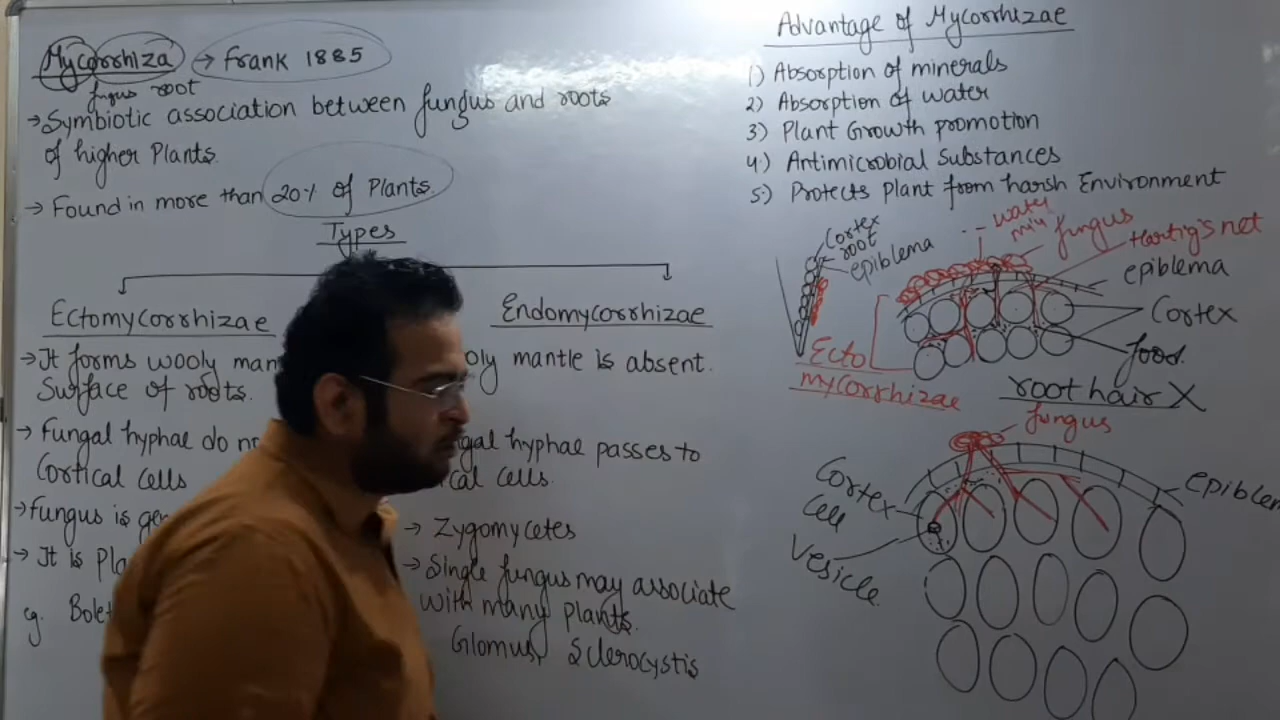 Mycorrhiza → Frank 1885
fungus root
→ Symbiotic association between fungus and roots
of higher Plants.
→ Found in more than 20% of Plants.
Types
Ectomycorrhizae
→ It forms wooly man
Surface of roots.
→ Fungal hyphae do no
Cortical Cells
→ Fungus is gen
→ It is Pla
eg. Bolet
Endomycorrhizae
oly mantle is absent.
gal hyphae passes to
ical cells.
→ Zygomycetes
→ Single fungus may associate
with many plants.
Glomus, Sclerocystis
Advantage of Mycorrhizae
1) Absorption of minerals
2) Absorption of water
3) Plant Growth promotion
4) Antimicrobial Substances
5) Protects Plant from harsh Environment
Cortex
root
epiblema
water
min
fungus
Hartig's net
epiblema
Cortex
food.
Ecto
mycorrhizae
root hair X
fungus
epiblem
Cortex
Cell
Vesicle.